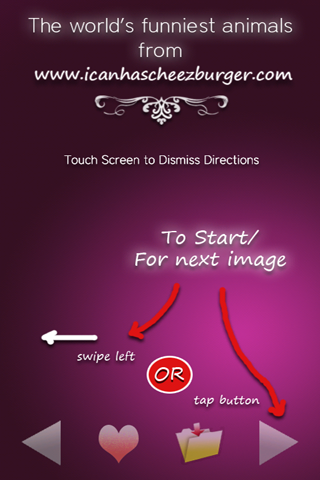 The world's funniest animals
from
www.icanhascheezburger.com
Touch Screen to Dismiss Directions
To Start/
For next image
swipe left
OR
tap button